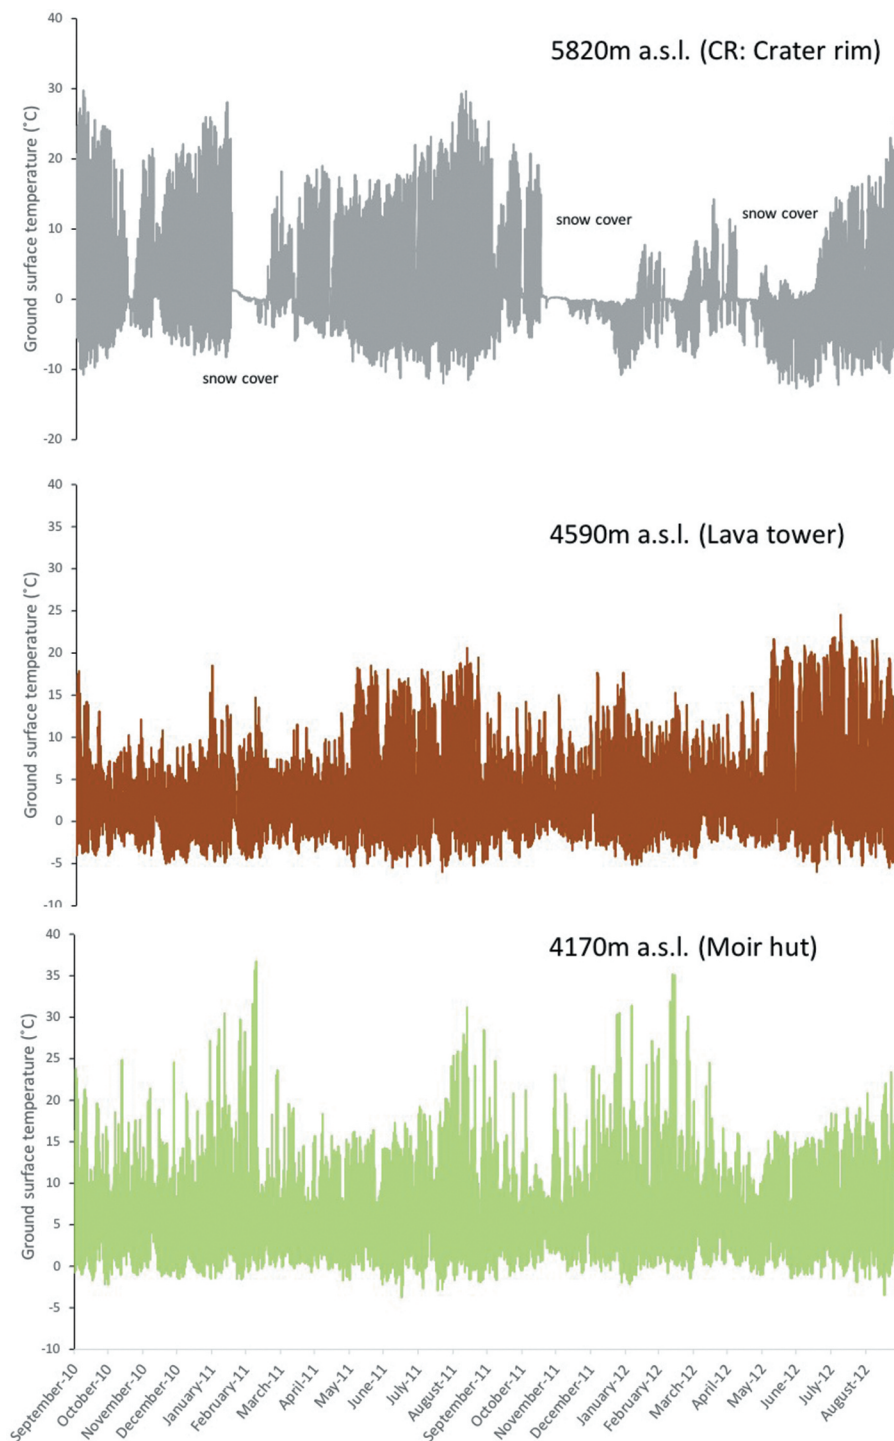 40
5820m a.s.l. (CR: Crater rim)
30
20
snow cover
snow cover
10
0
-10
snow cover
-20
Ground surface temperature (˚C)
40
35
4590m a.s.l. (Lava tower)
30
25
20
15
10
5
0
-5
-10
Ground surface temperature (˚C)
40
4170m a.s.l. (Moir hut)
35
30
25
20
15
10
5
0
-5
-10
Ground surface temperature (˚C)
September-10
October-10
November-10
December-10
January-11
February-11
March-11
April-11
May-11
June-11
July-11
August-11
September-11
October-11
November-11
December-11
January-12
February-12
March-12
April-12
May-12
June-12
July-12
August-12